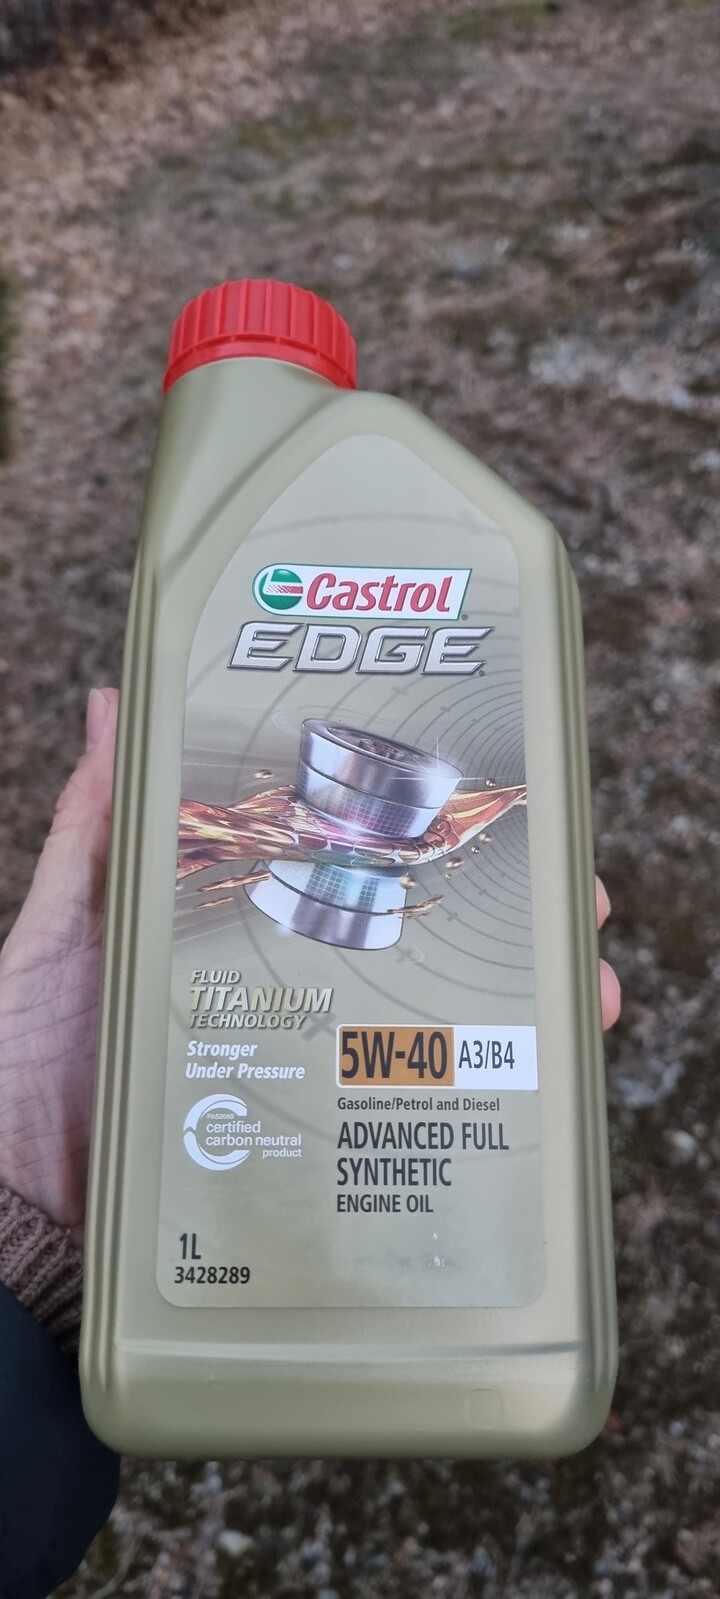 Castrol
EDGE
FLUID
TITANIUM
TECHNOLOGY
Stronger
Under Pressure
5W-40 A3/B4
Gasoline/Petrol and Diesel
ADVANCED FULL
SYNTHETIC
ENGINE OIL
PAS2060
certified
carbon neutral
product
1L
3428289